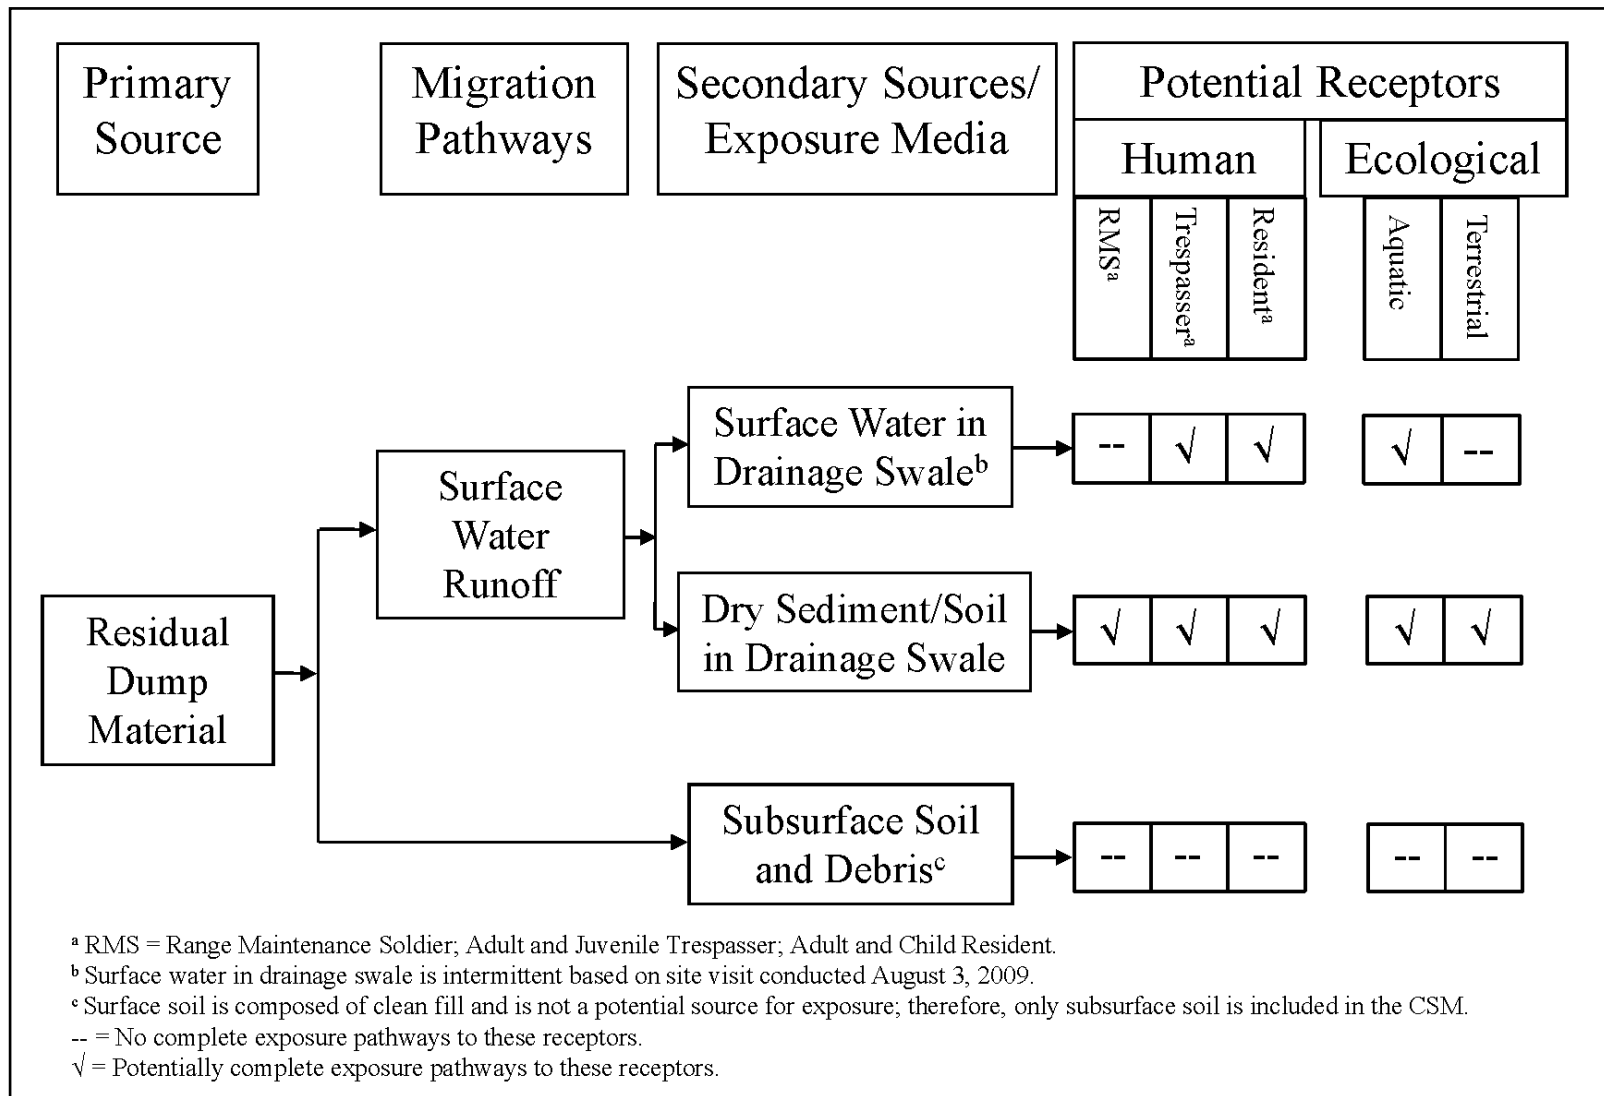 Primary
Source
Migration
Pathways
Secondary Sources/
Exposure Media
Potential Receptors
Human
Ecological
RMSᵃ
Trespasserᵃ
Residentᵃ
Aquatic
Terrestrial
Surface Water in
Drainage Swaleᵇ
-- √ √ √ --
Surface
Water
Runoff
Dry Sediment/Soil
in Drainage Swale
√ √ √ √ √
Residual
Dump
Material
Subsurface Soil
and Debrisᶜ
-- -- -- -- --
ᵃ RMS = Range Maintenance Soldier; Adult and Juvenile Trespasser; Adult and Child Resident.
ᵇ Surface water in drainage swale is intermittent based on site visit conducted August 3, 2009.
ᶜ Surface soil is composed of clean fill and is not a potential source for exposure; therefore, only subsurface soil is included in the CSM.
-- = No complete exposure pathways to these receptors.
√ = Potentially complete exposure pathways to these receptors.